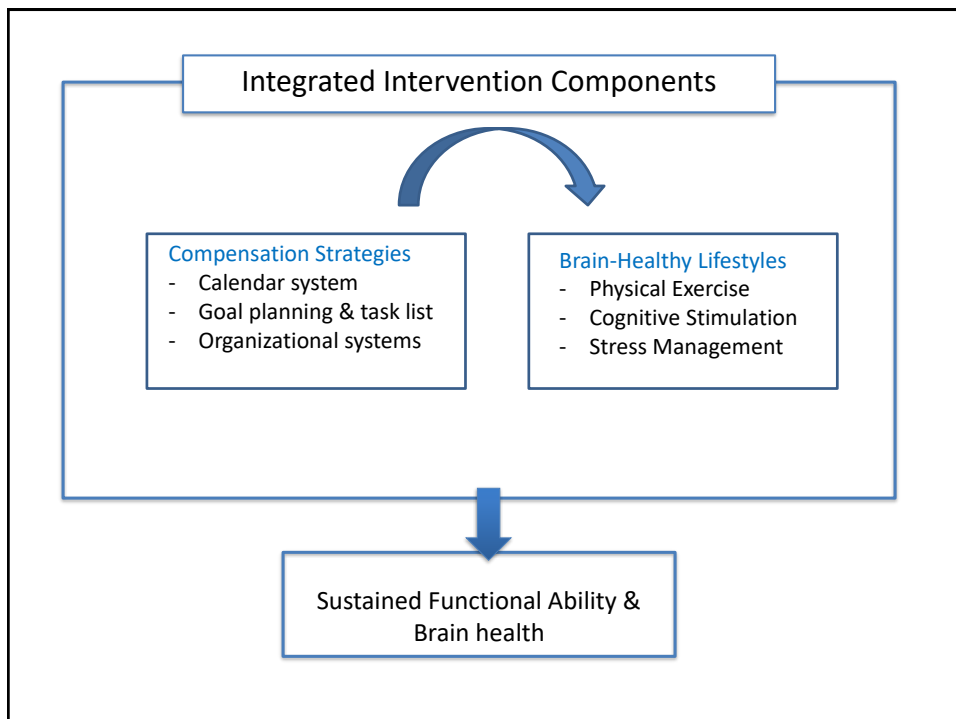 Integrated Intervention Components
Compensation Strategies
- Calendar system
- Goal planning & task list
- Organizational systems
Brain-Healthy Lifestyles
- Physical Exercise
- Cognitive Stimulation
- Stress Management
Sustained Functional Ability &
Brain health